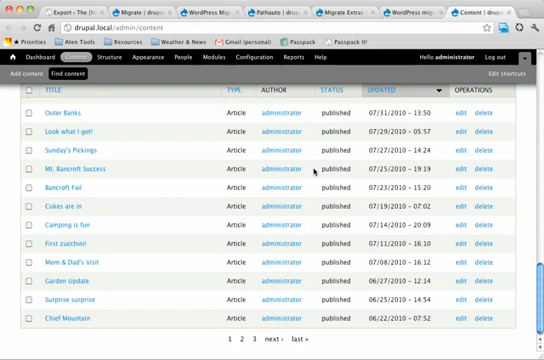 Export ‹ The [M
Migrate | drupal.
WordPress Migr
Pathauto | drupal
Migrate Extras
WordPress migr
Content | drupal
drupal.local/admin/content
★ Priorities Aten Tools Resources Weather & News Gmail (personal) Passpack Passpack It!
Dashboard Content Structure Appearance People Modules Configuration Reports Help Hello administrator Log out
Add content Find content Edit shortcuts
TITLE TYPE AUTHOR STATUS UPDATED OPERATIONS
Outer Banks Article administrator published 07/31/2010 - 13:50 edit delete
Look what I got! Article administrator published 07/29/2010 - 05:57 edit delete
Sunday's Pickings Article administrator published 07/27/2010 - 14:24 edit delete
Mt. Bancroft Success Article administrator published 07/25/2010 - 19:19 edit delete
Bancroft Fail Article administrator published 07/23/2010 - 15:20 edit delete
Cukes are in Article administrator published 07/19/2010 - 07:02 edit delete
Camping is fun Article administrator published 07/14/2010 - 20:09 edit delete
First zucchini! Article administrator published 07/11/2010 - 16:10 edit delete
Mom & Dad's Visit Article administrator published 07/08/2010 - 16:12 edit delete
Garden Update Article administrator published 06/27/2010 - 12:14 edit delete
Surprise surprise Article administrator published 06/25/2010 - 14:54 edit delete
Chief Mountain Article administrator published 06/22/2010 - 07:52 edit delete
1 2 3 next › last »